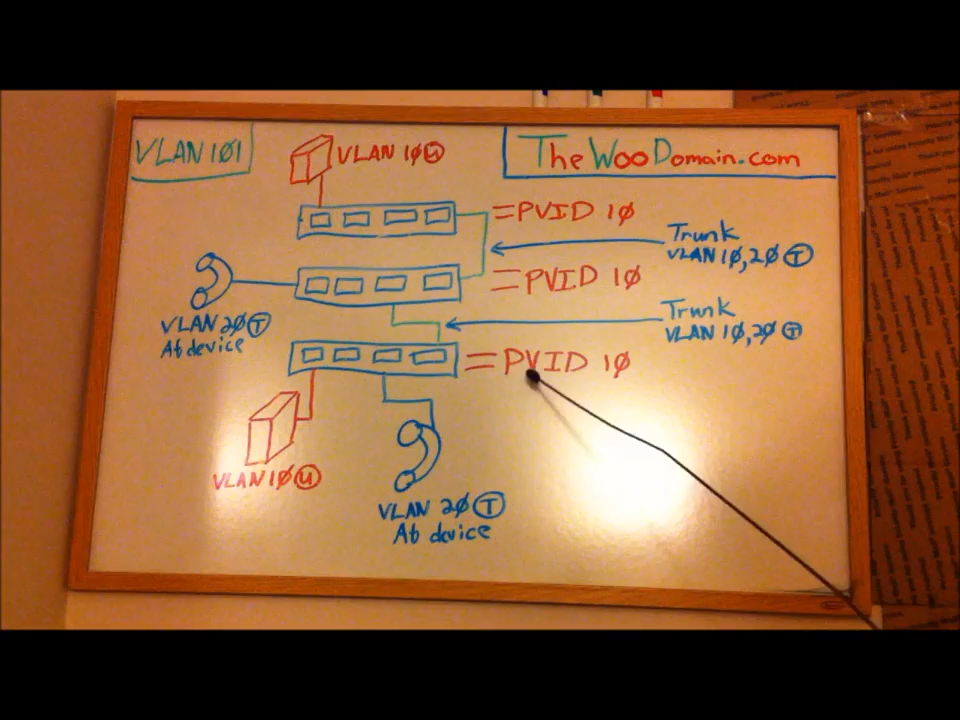 VLAN 101
VLAN 10 U
TheWooDomain.com
=PVID 10
Trunk
VLAN 10,20 T
=PVID 10
VLAN 20 T
At device
Trunk
VLAN 10,20 T
=PVID 10
VLAN 10 U
VLAN 20 T
At device